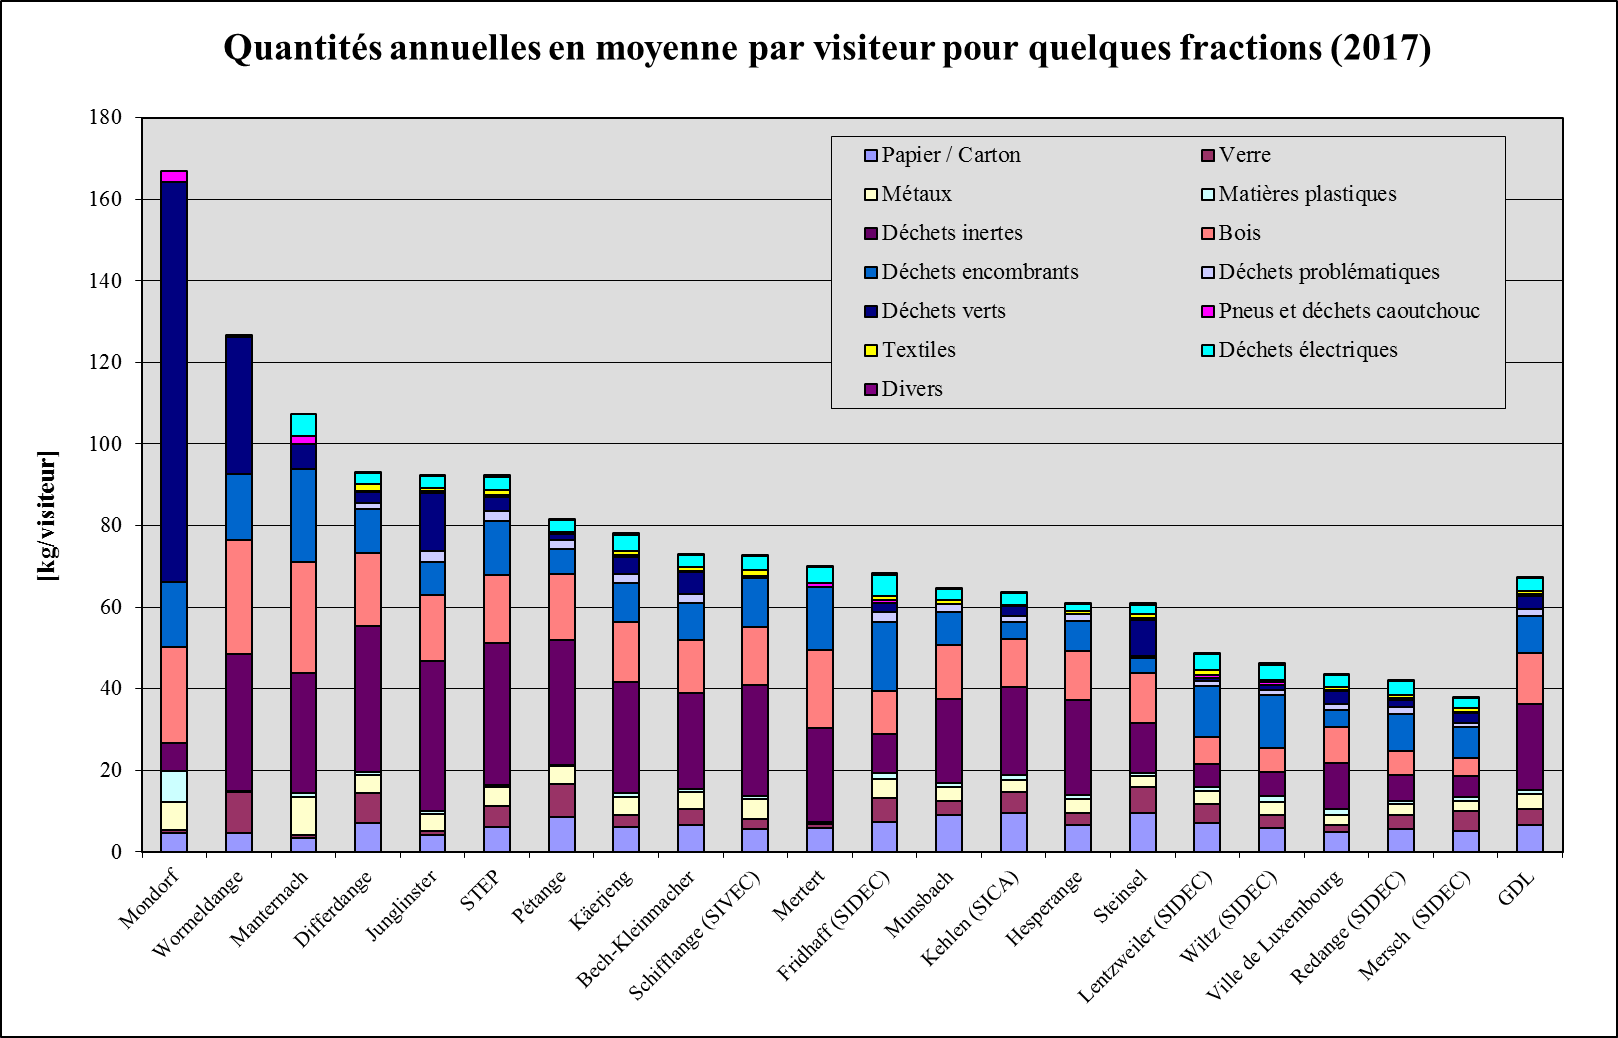 Quantités annuelles en moyenne par visiteur pour quelques fractions (2017)
180
160
140
120
100
80
60
40
20
0
[kg/visiteur]
Papier / Carton
Verre
Métaux
Matières plastiques
Déchets inertes
Bois
Déchets encombrants
Déchets problématiques
Déchets verts
Pneus et déchets caoutchouc
Textiles
Déchets électriques
Divers
Mondorf
Wormeldange
Manternach
Differdange
Junglinster
STEP
Pétange
Käerjeng
Bech-Kleinmacher
Schifflange (SIVEC)
Mertert
Fridhaff (SIDEC)
Munsbach
Kehlen (SICA)
Hesperange
Steinsel
Lentzweiler (SIDEC)
Wiltz (SIDEC)
Ville de Luxembourg
Redange (SIDEC)
Mersch (SIDEC)
GDL